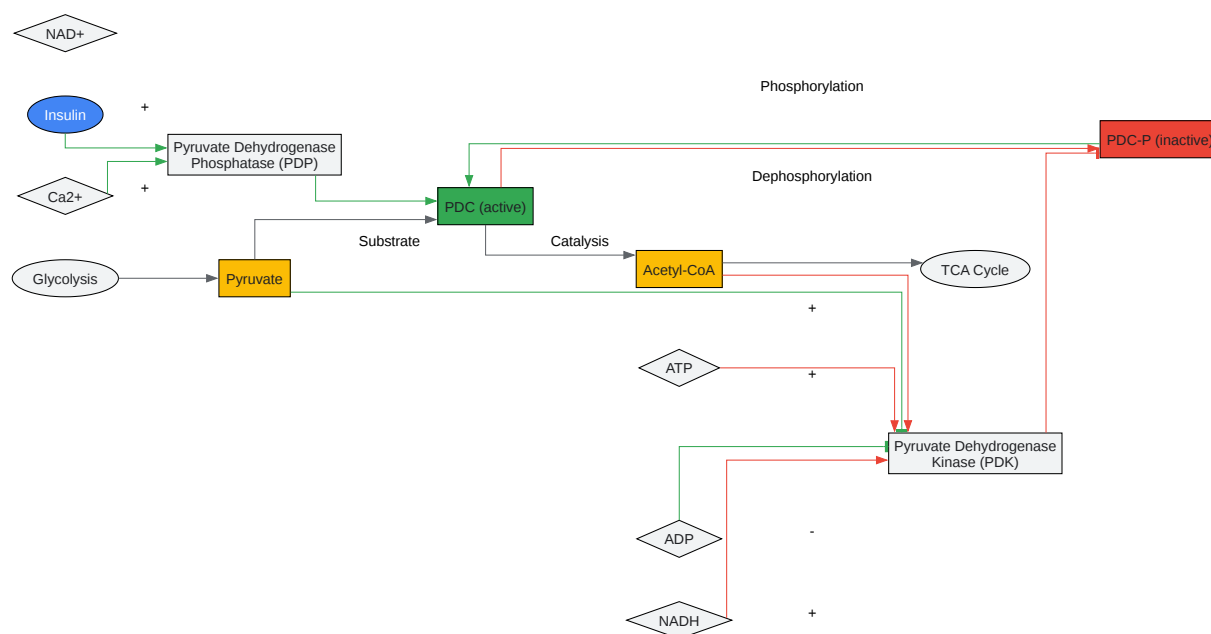 NAD+
Phosphorylation
+
Insulin
Pyruvate Dehydrogenase
Phosphatase (PDP)
PDC-P (inactive)
Dephosphorylation
+
Ca2+
PDC (active)
Substrate
Catalysis
Glycolysis
Pyruvate
Acetyl-CoA
TCA Cycle
+
ATP
+
Pyruvate Dehydrogenase
Kinase (PDK)
ADP
-
NADH
+